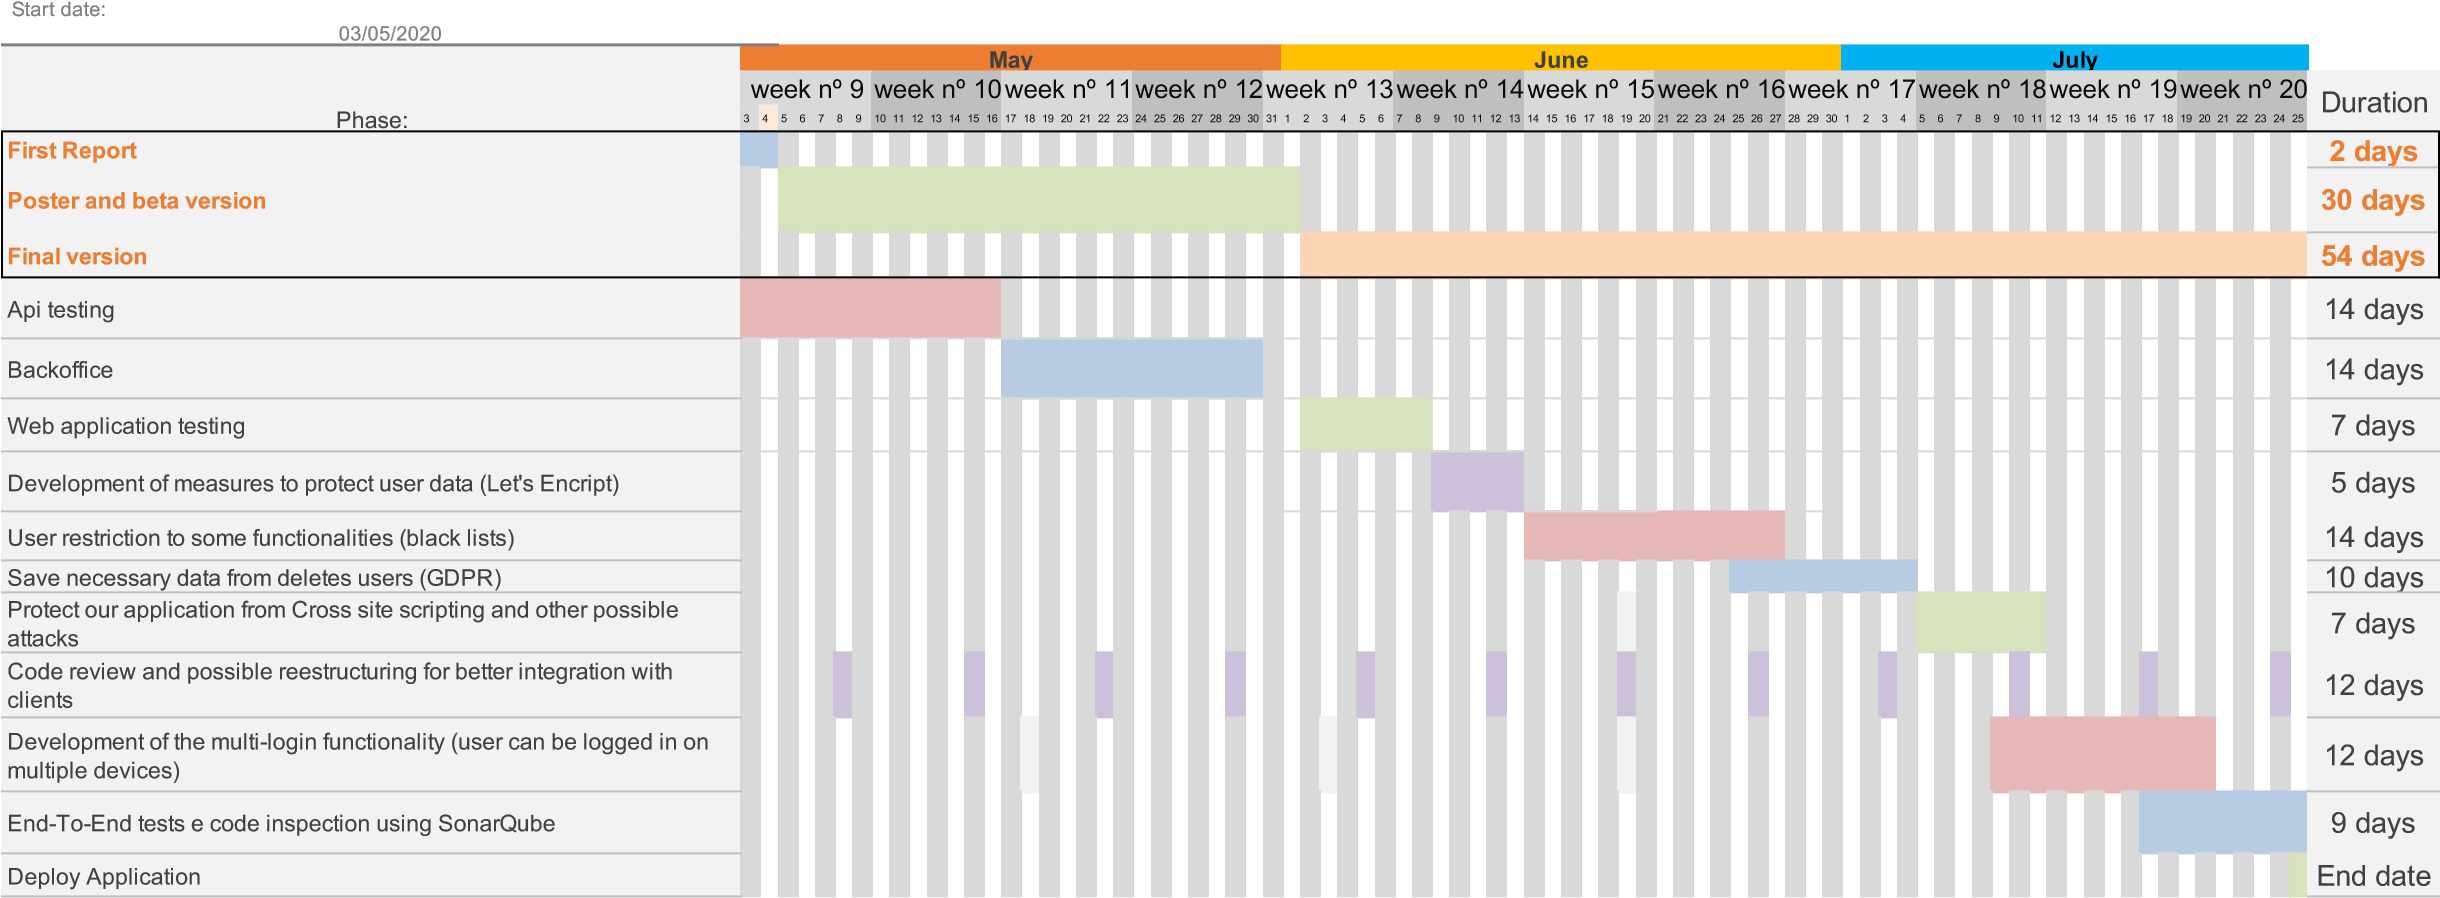 Start date:
03/05/2020
May June July
week nº 9 week nº 10 week nº 11 week nº 12 week nº 13 week nº 14 week nº 15 week nº 16 week nº 17 week nº 18 week nº 19 week nº 20 Duration
Phase: 3 4 5 6 7 8 9 10 11 12 13 14 15 16 17 18 19 20 21 22 23 24 25 26 27 28 29 30 31 1 2 3 4 5 6 7 8 9 10 11 12 13 14 15 16 17 18 19 20 21 22 23 24 25 26 27 28 29 30 1 2 3 4 5 6 7 8 9 10 11 12 13 14 15 16 17 18 19 20 21 22 23 24 25
First Report 2 days
Poster and beta version 30 days
Final version 54 days
Api testing 14 days
Backoffice 14 days
Web application testing 7 days
Development of measures to protect user data (Let's Encript) 5 days
User restriction to some functionalities (black lists) 14 days
Save necessary data from deletes users (GDPR) 10 days
Protect our application from Cross site scripting and other possible
attacks 7 days
Code review and possible reestructuring for better integration with
clients 12 days
Development of the multi-login functionality (user can be logged in on
multiple devices) 12 days
End-To-End tests e code inspection using SonarQube 9 days
Deploy Application End date